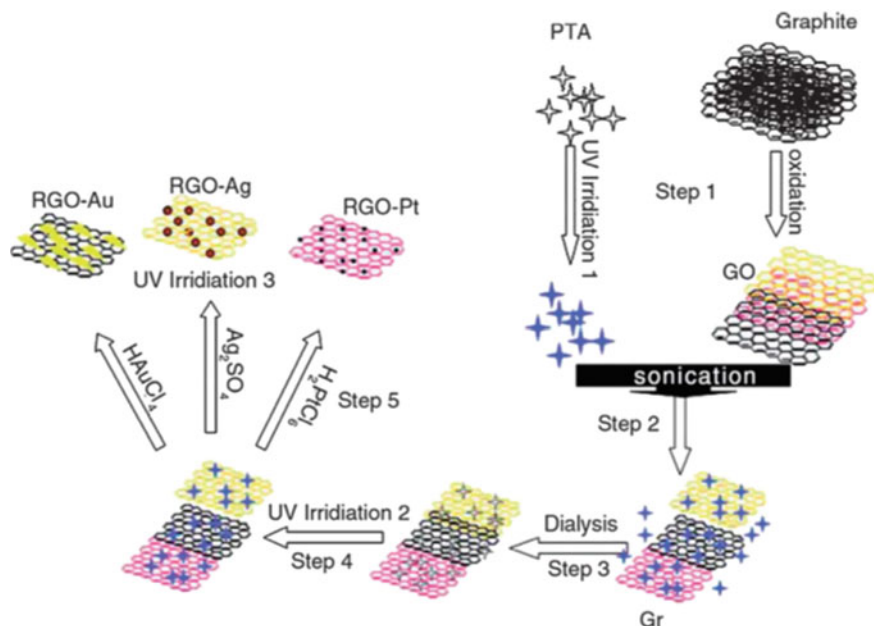 PTA
Graphite
UV Irridiation 1
Step 1
oxidation
GO
sonication
Step 2
Gr
Dialysis
Step 3
UV Irridiation 2
Step 4
HAuCl4
Ag2SO4
H2PtCl6
Step 5
UV Irridiation 3
RGO-Au
RGO-Ag
RGO-Pt